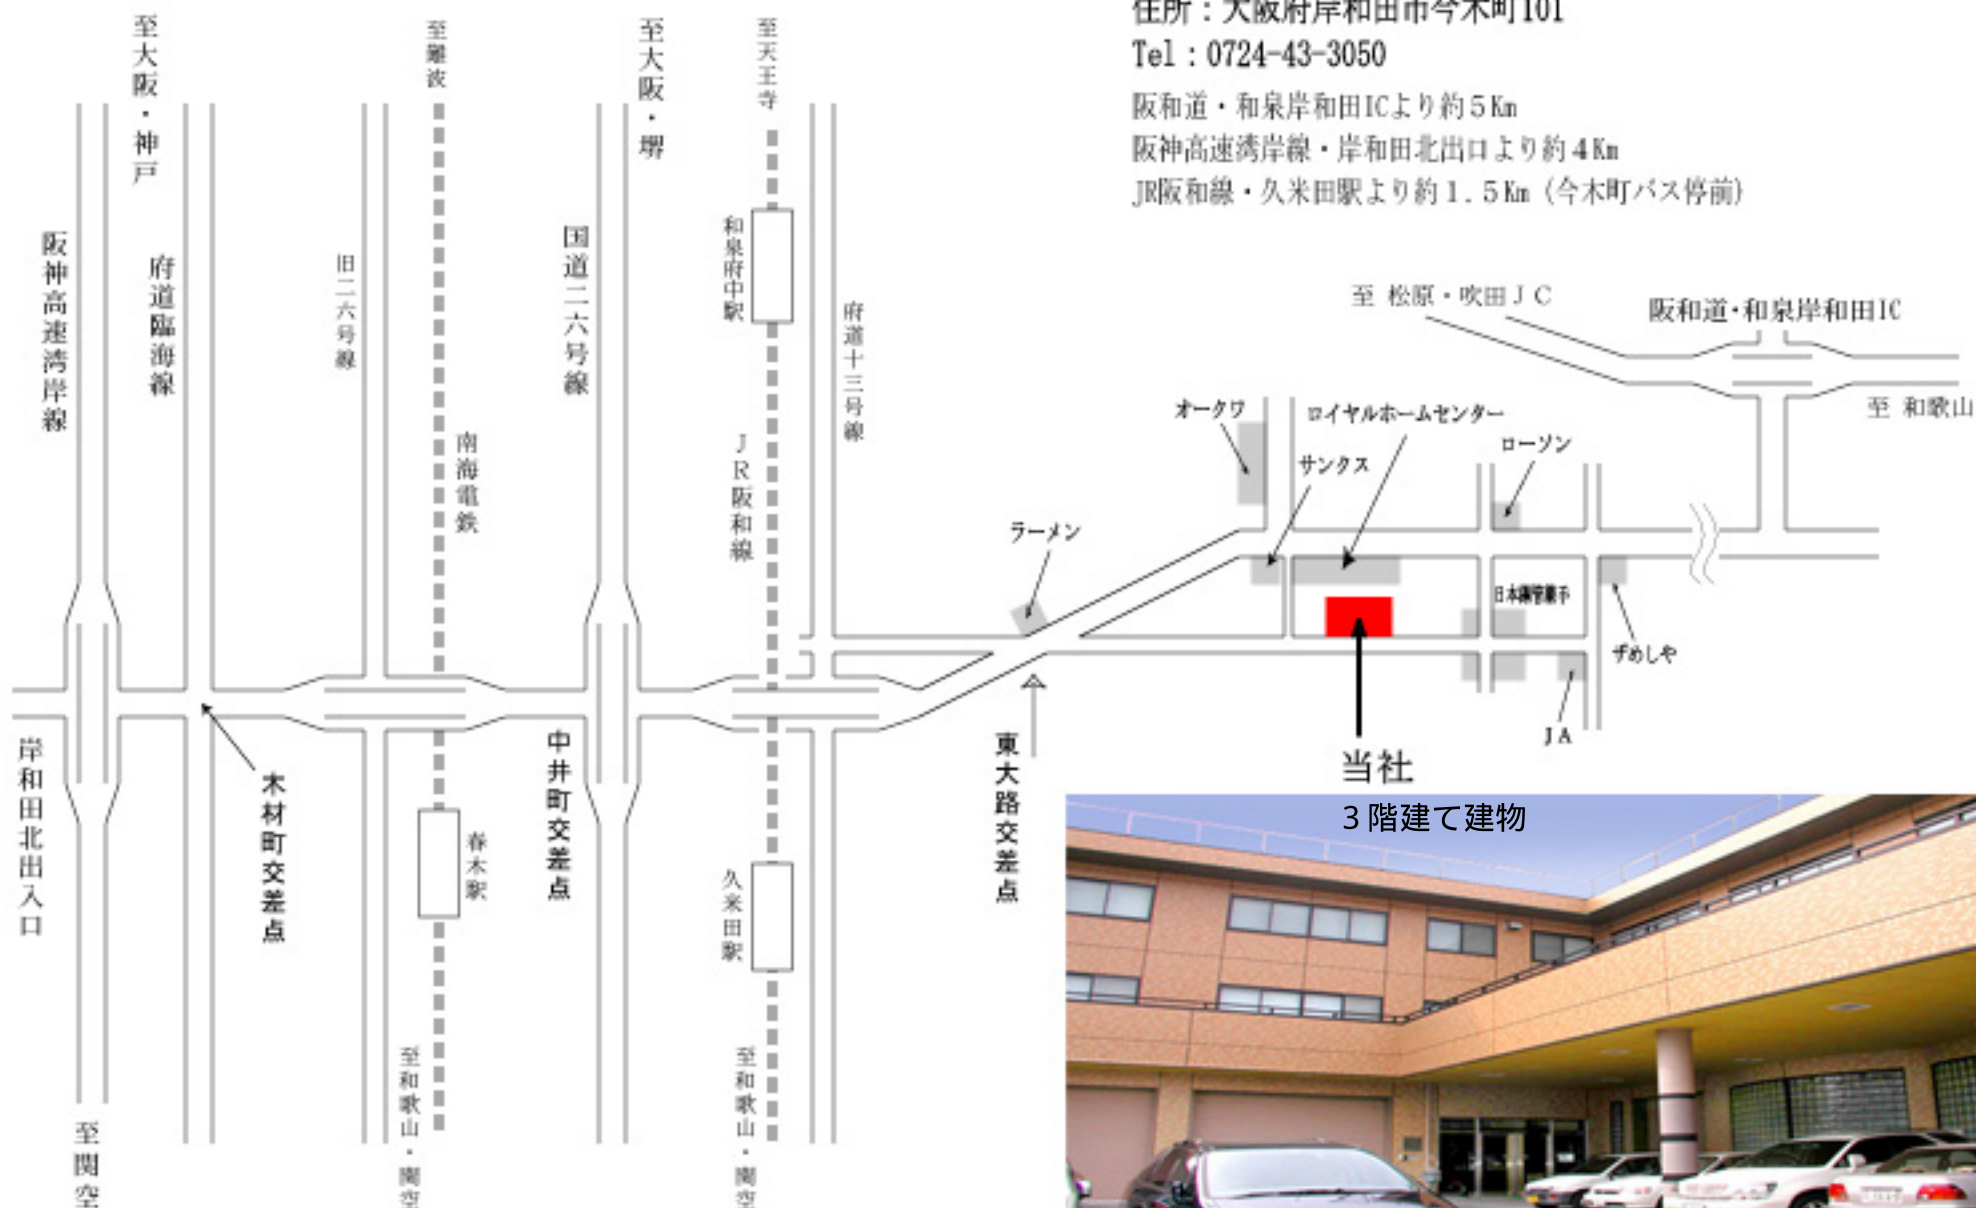 住所：大阪府岸和田市今木町101
Tel：0724-43-3050
阪和道・和泉岸和田ICより約５Km
阪神高速湾岸線・岸和田北出口より約４Km
JR阪和線・久米田駅より約１.５Km（今木町バス停前）
至大阪・神戸
至難波
至大阪・堺
至天王寺
阪神高速湾岸線
府道臨海線
旧二六号線
南海電鉄
国道二六号線
和泉府中駅
JR阪和線
府道十三号線
至 松原・吹田ＪＣ
阪和道・和泉岸和田IC
至 和歌山
オークワ
ロイヤルホームセンター
サンクス
ローソン
ラーメン
日本鋼管継手
ザめしや
JA
当社
３階建て建物
岸和田北出入口
木材町交差点
春木駅
中井町交差点
久米田駅
東大路交差点
至関空
至和歌山・関空
至和歌山・関空